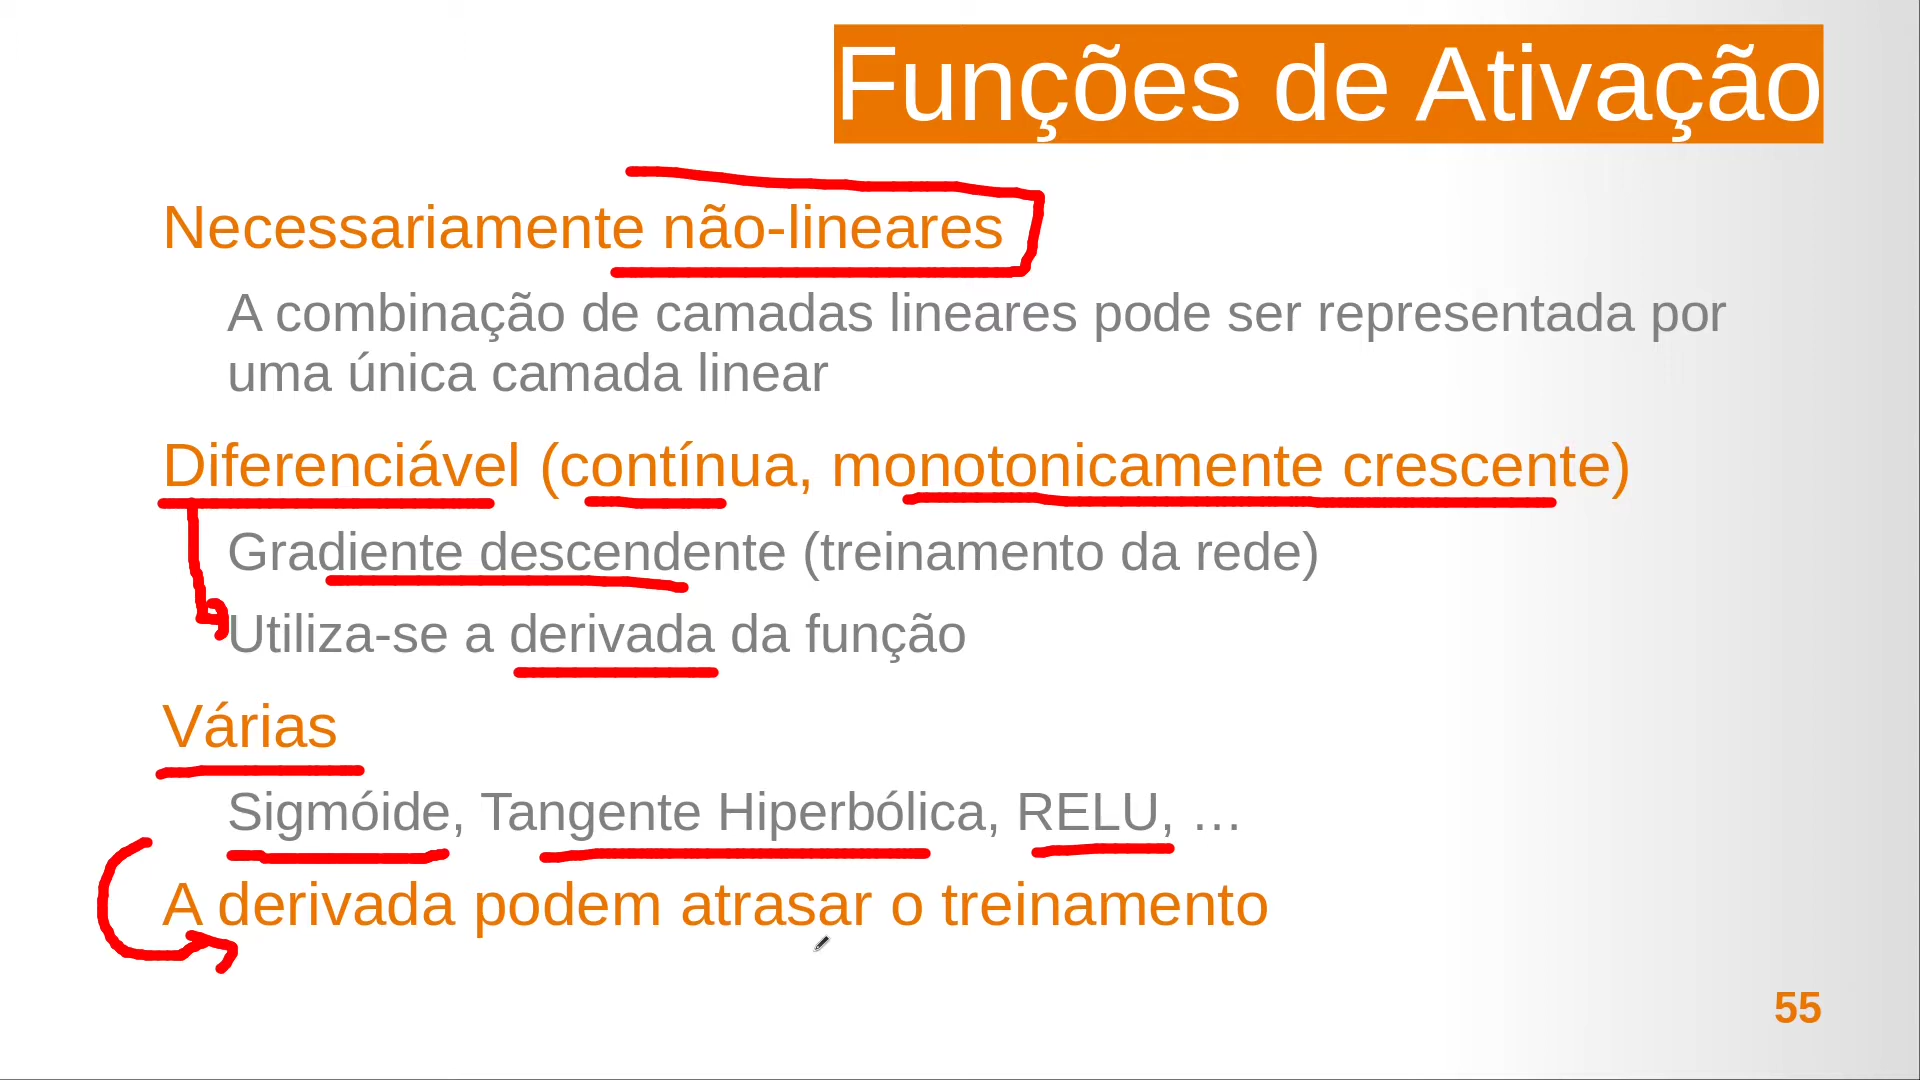 Funções de Ativação
Necessariamente não-lineares
A combinação de camadas lineares pode ser representada por
uma única camada linear
Diferenciável (contínua, monotonicamente crescente)
Gradiente descendente (treinamento da rede)
Utiliza-se a derivada da função
Várias
Sigmóide, Tangente Hiperbólica, RELU, …
A derivada podem atrasar o treinamento
55